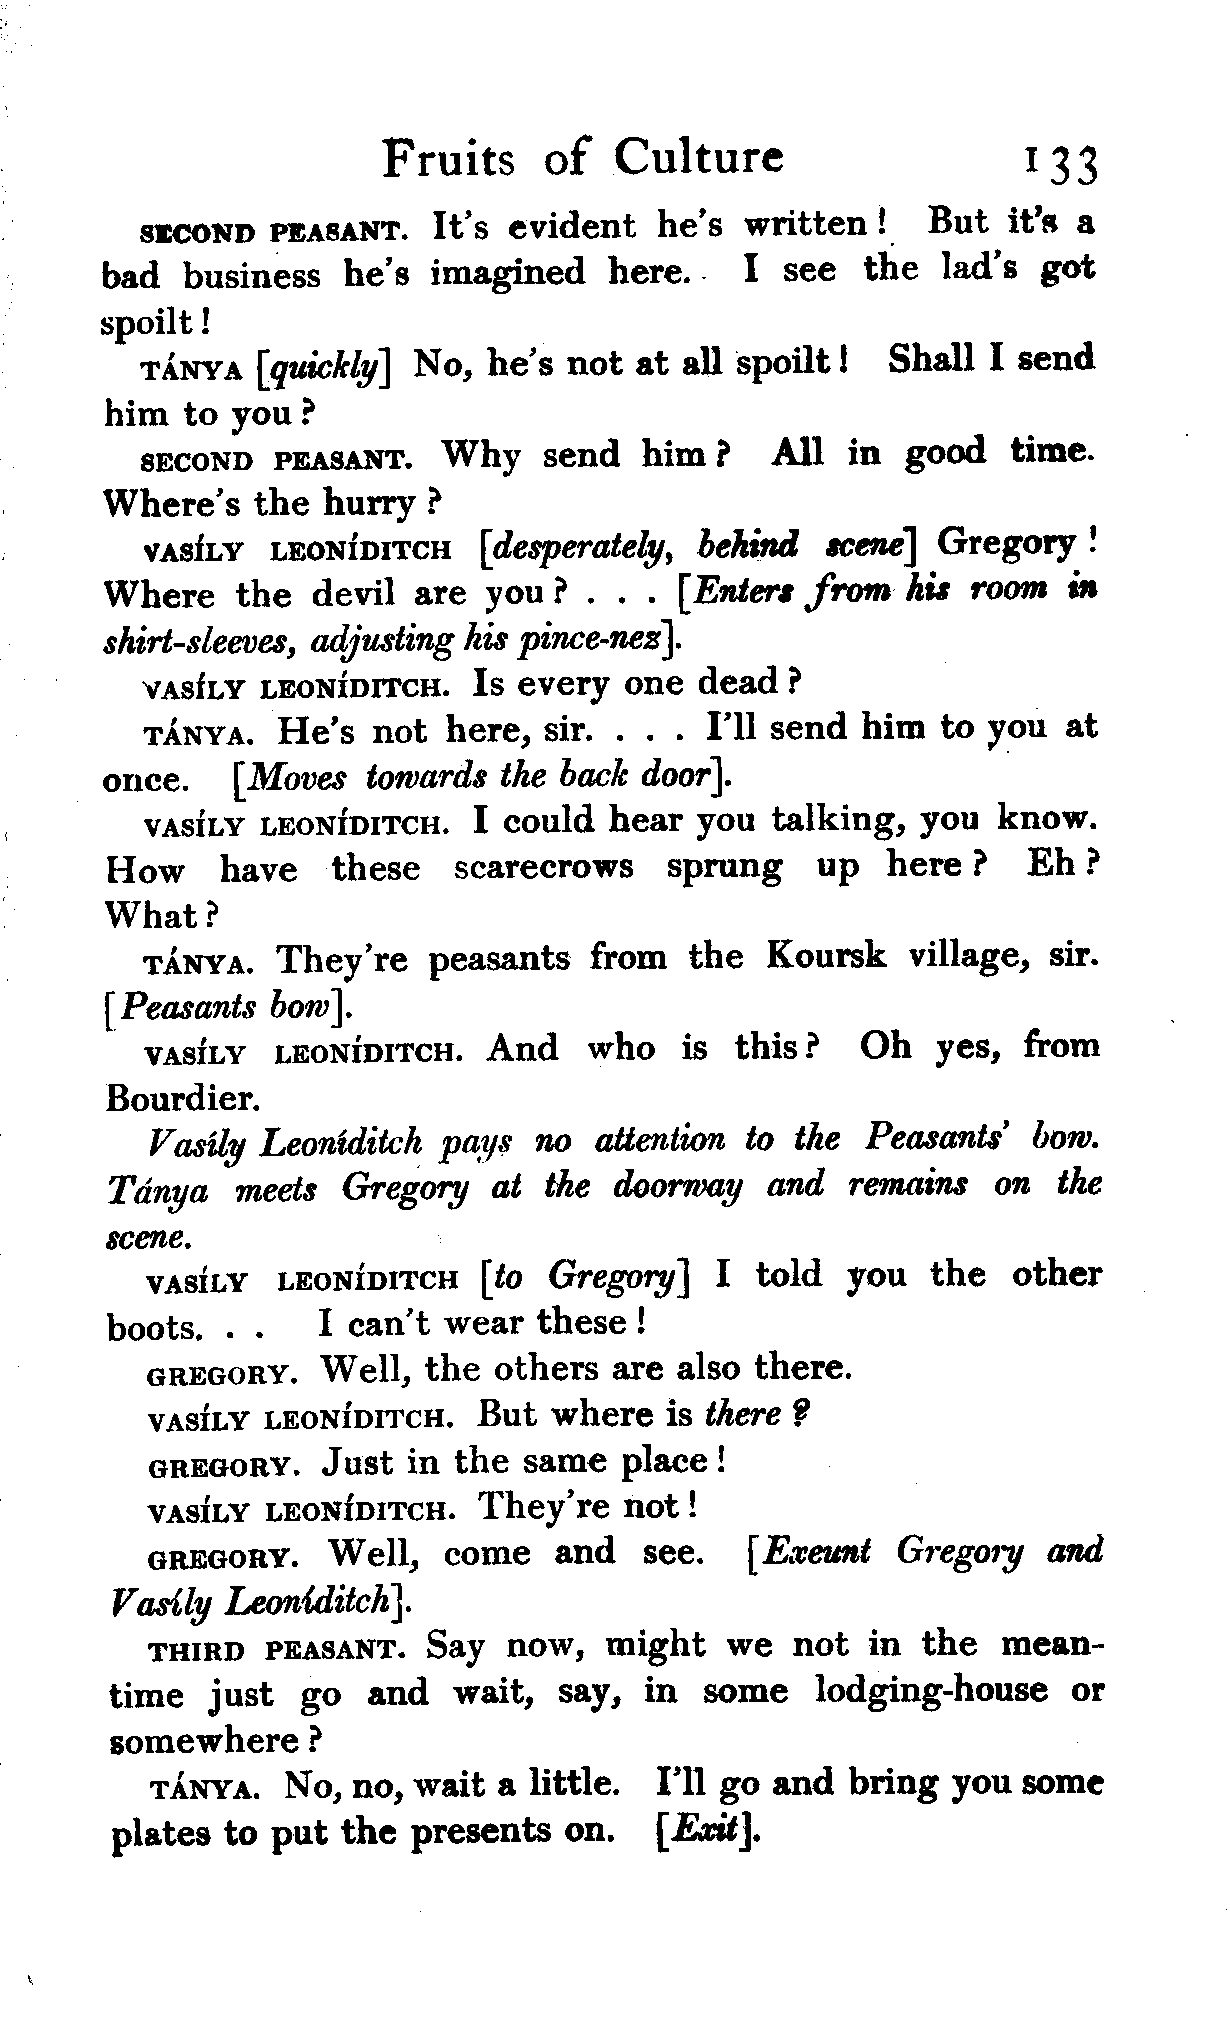 Fruits of Culture 133
SECOND PEASANT. It's evident he's written! But it's a
bad business he's imagined here. I see the lad's got
spoilt!
TÁNYA [quickly] No, he's not at all spoilt! Shall I send
him to you?
SECOND PEASANT. Why send him? All in good time.
Where's the hurry?
VASÍLY LEONÍDITCH [desperately, behind scene] Gregory!
Where the devil are you? . . . [Enters from his room in
shirt-sleeves, adjusting his pince-nez].
VASÍLY LEONÍDITCH. Is every one dead?
TÁNYA. He's not here, sir. . . . I'll send him to you at
once. [Moves towards the back door].
VASÍLY LEONÍDITCH. I could hear you talking, you know.
How have these scarecrows sprung up here? Eh?
What?
TÁNYA. They're peasants from the Koursk village, sir.
[Peasants bow].
VASÍLY LEONÍDITCH. And who is this? Oh yes, from
Bourdier.
Vasíly Leoníditch pays no attention to the Peasants' bow.
Tánya meets Gregory at the doorway and remains on the
scene.
VASÍLY LEONÍDITCH [to Gregory] I told you the other
boots. . . I can't wear these!
GREGORY. Well, the others are also there.
VASÍLY LEONÍDITCH. But where is there?
GREGORY. Just in the same place!
VASÍLY LEONÍDITCH. They're not!
GREGORY. Well, come and see. [Exeunt Gregory and
Vasíly Leoníditch].
THIRD PEASANT. Say now, might we not in the mean-
time just go and wait, say, in some lodging-house or
somewhere?
TÁNYA. No, no, wait a little. I'll go and bring you some
plates to put the presents on. [Exit].